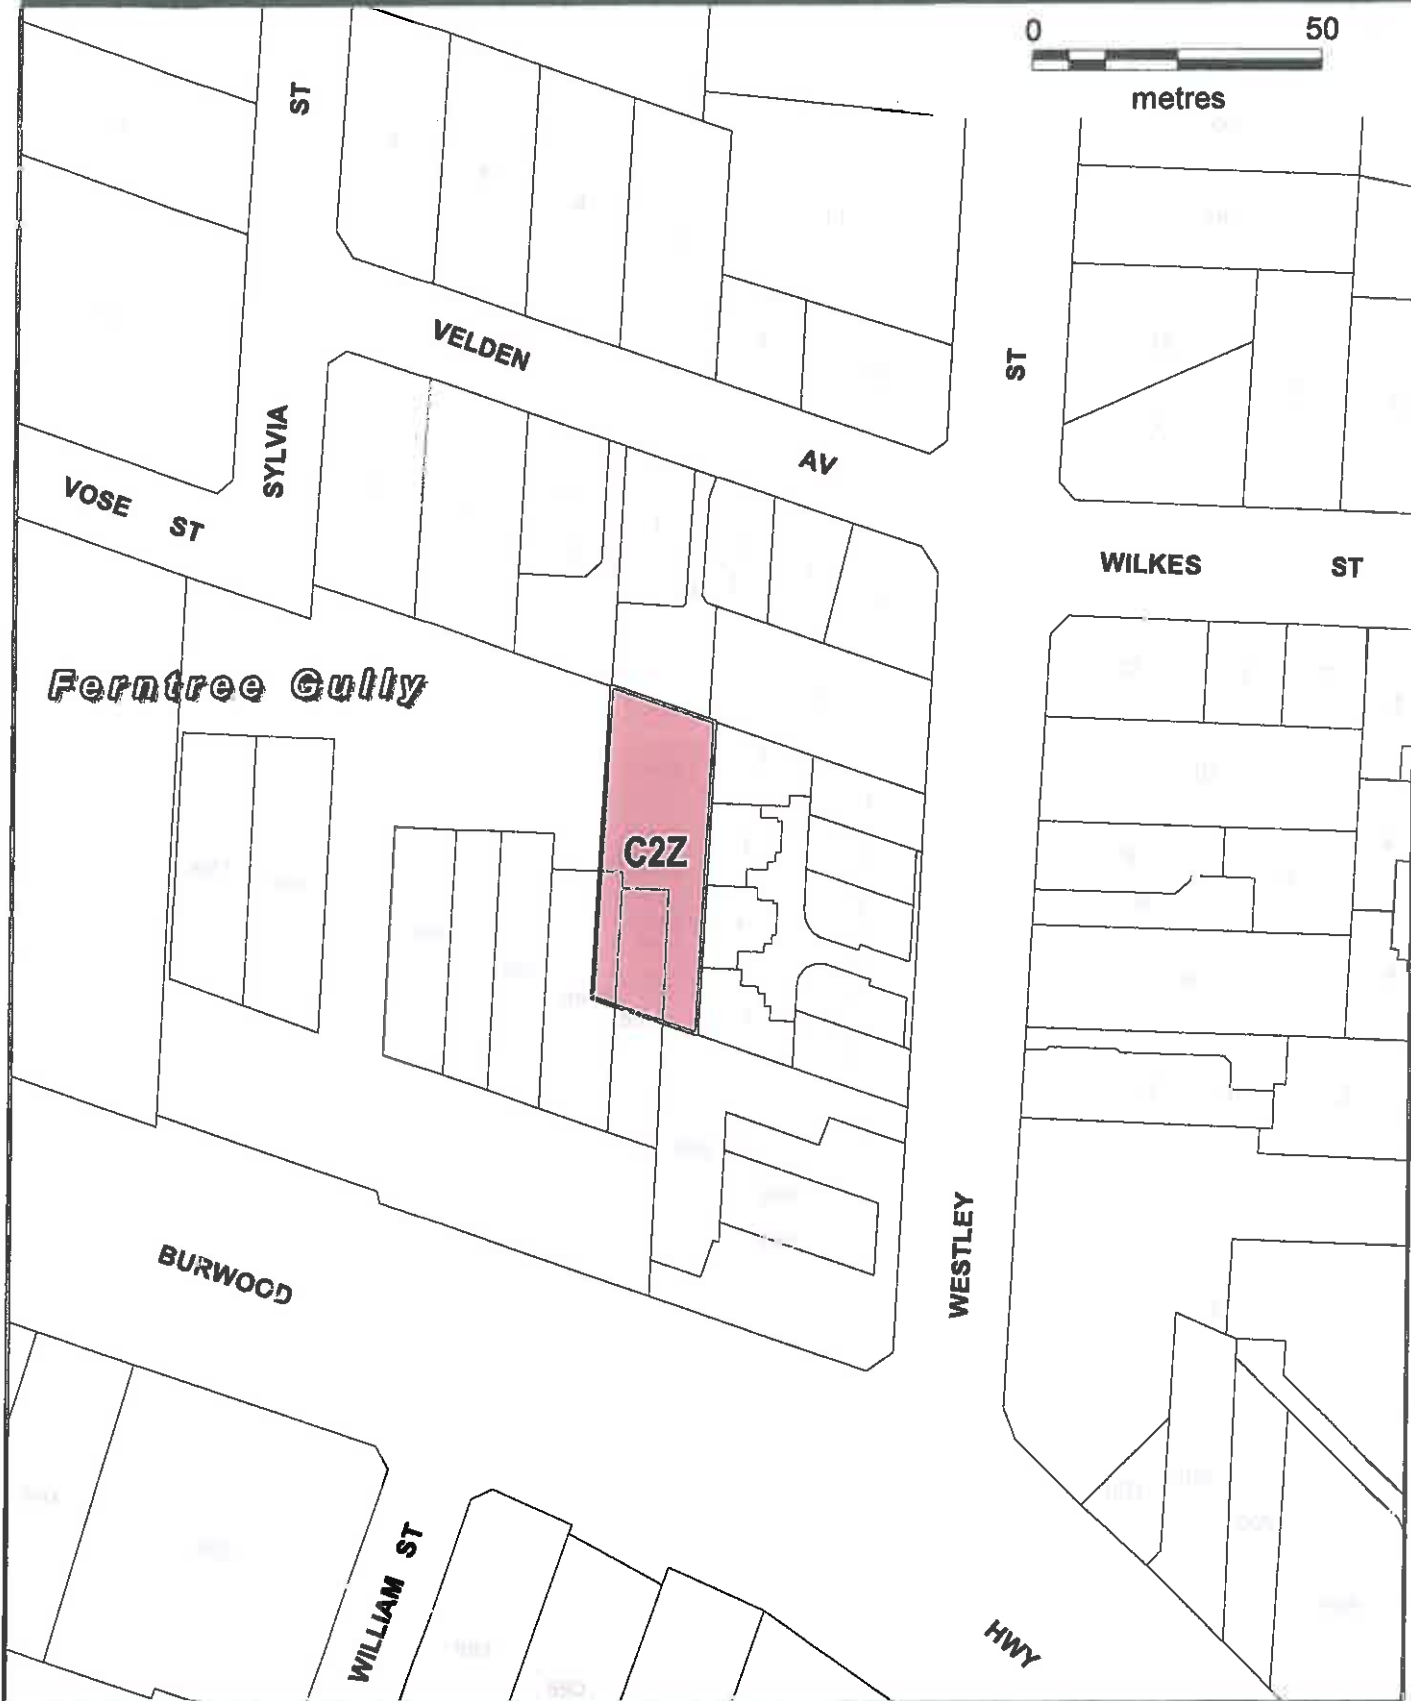 0 50
metres
ST
VELDEN
AV
ST
SYLVIA
VOSE ST
WILKES ST
Ferntree Gully
C2Z
WESTLEY
BURWOOD
WILLIAM ST
HWY